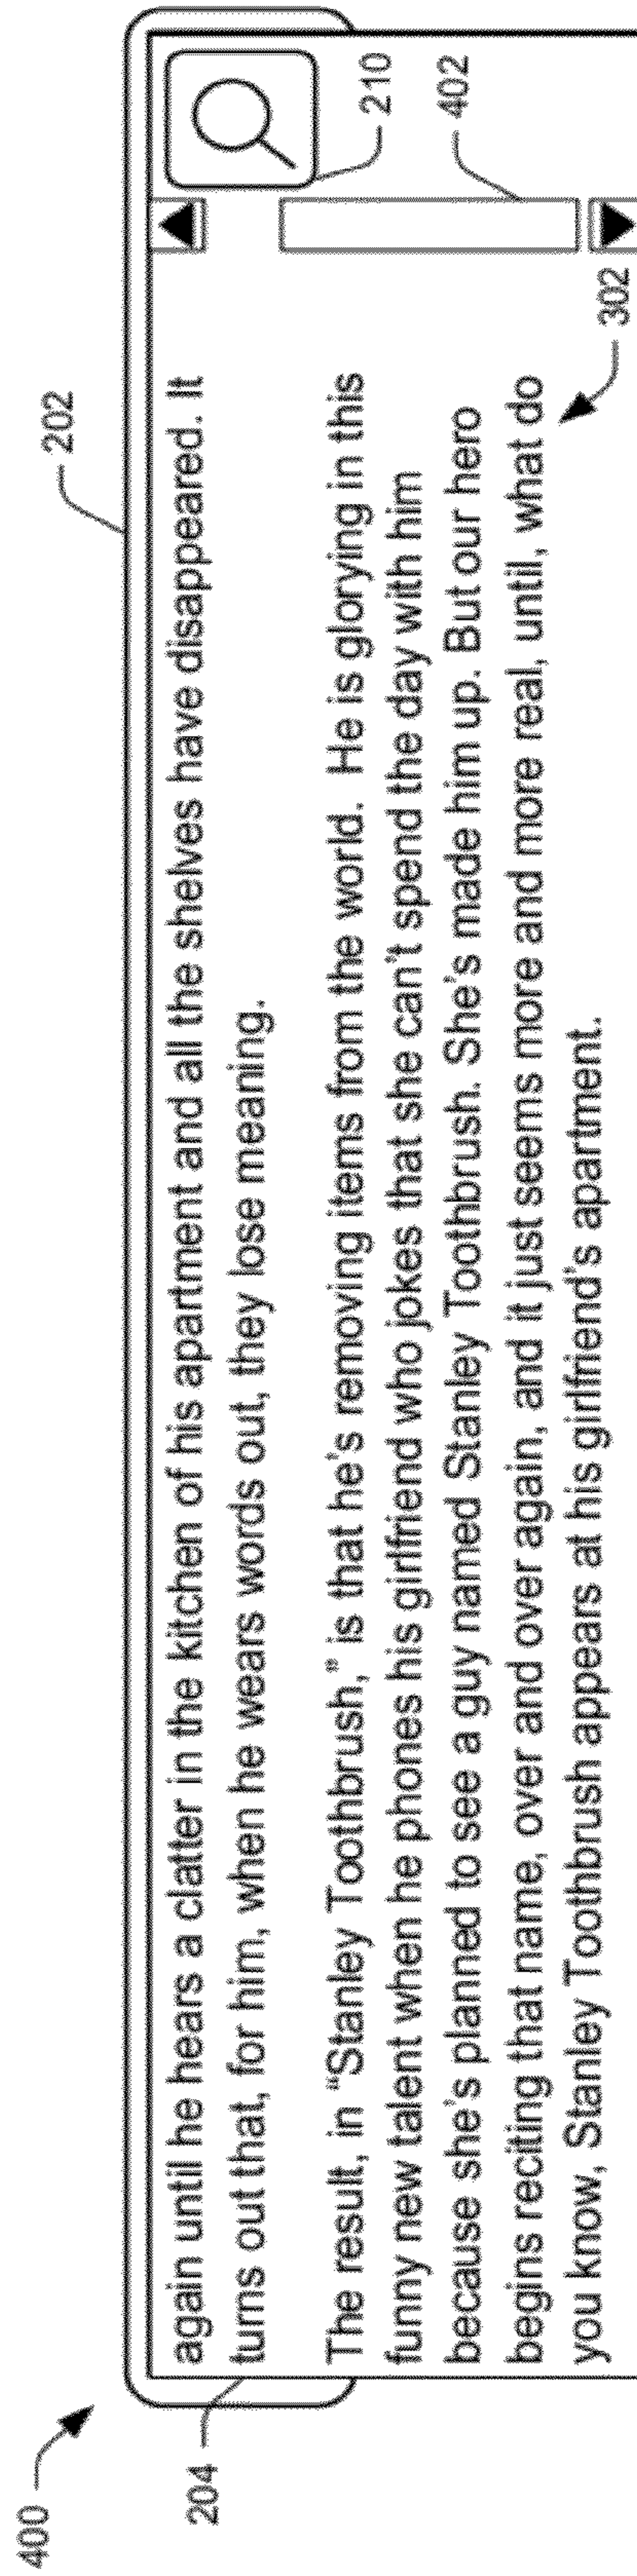 400
202
204
again until he hears a clatter in the kitchen of his apartment and all the shelves have disappeared. It
turns out that, for him, when he wears words out, they lose meaning.
The result, in “Stanley Toothbrush,” is that he's removing items from the world. He is glorying in this
funny new talent when he phones his girlfriend who jokes that she can't spend the day with him
because she's planned to see a guy named Stanley Toothbrush. She's made him up. But our hero
begins reciting that name, over and over again, and it just seems more and more real, until, what do
you know, Stanley Toothbrush appears at his girlfriend's apartment.
210
402
302